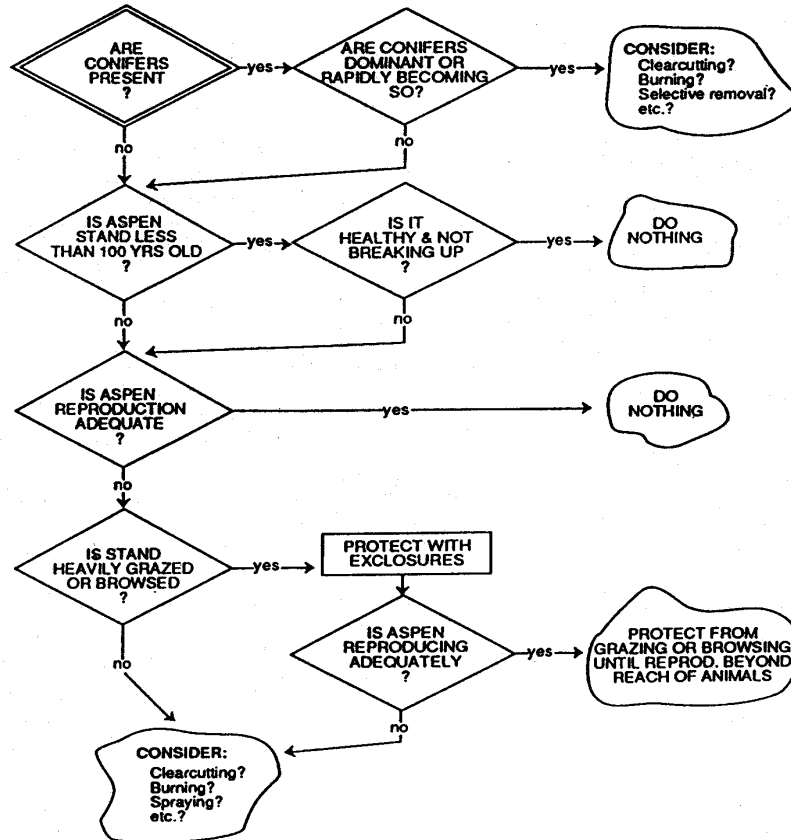 ARE
CONIFERS
PRESENT
?
yes
ARE CONIFERS
DOMINANT OR
RAPIDLY BECOMING
SO?
yes
CONSIDER:
Clearcutting?
Burning?
Selective removal?
etc.?
no
no
IS ASPEN
STAND LESS
THAN 100 YRS OLD
?
yes
IS IT
HEALTHY & NOT
BREAKING UP
?
yes
DO
NOTHING
no
no
IS ASPEN
REPRODUCTION
ADEQUATE
?
yes
DO
NOTHING
no
IS STAND
HEAVILY GRAZED
OR BROWSED
?
yes
PROTECT WITH
EXCLOSURES
IS ASPEN
REPRODUCING
ADEQUATELY
?
yes
PROTECT FROM
GRAZING OR BROWSING
UNTIL REPROD. BEYOND
REACH OF ANIMALS
no
no
CONSIDER:
Clearcutting?
Burning?
Spraying?
etc.?